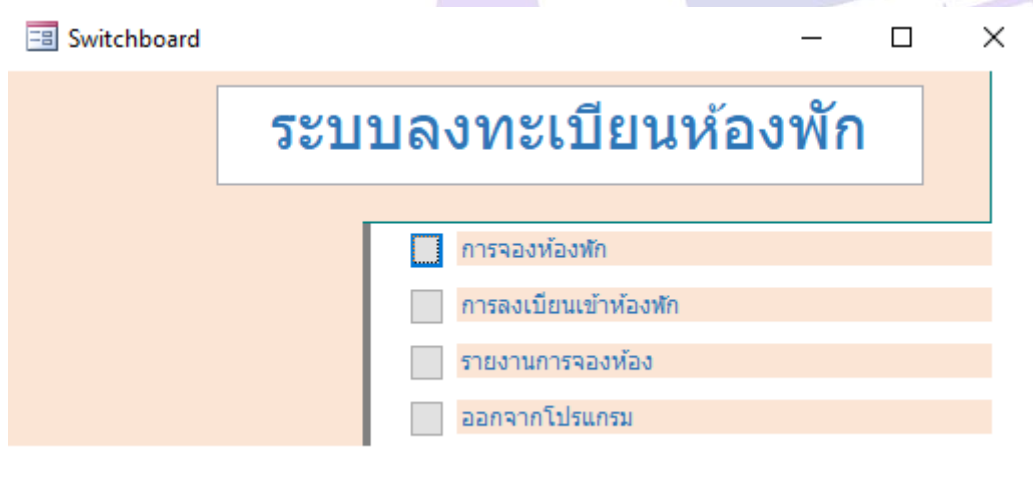 Switchboard
ระบบลงทะเบียนห้องพัก
การจองห้องพัก
การลงเบียนเข้าห้องพัก
รายงานการจองห้อง
ออกจากโปรแกรม